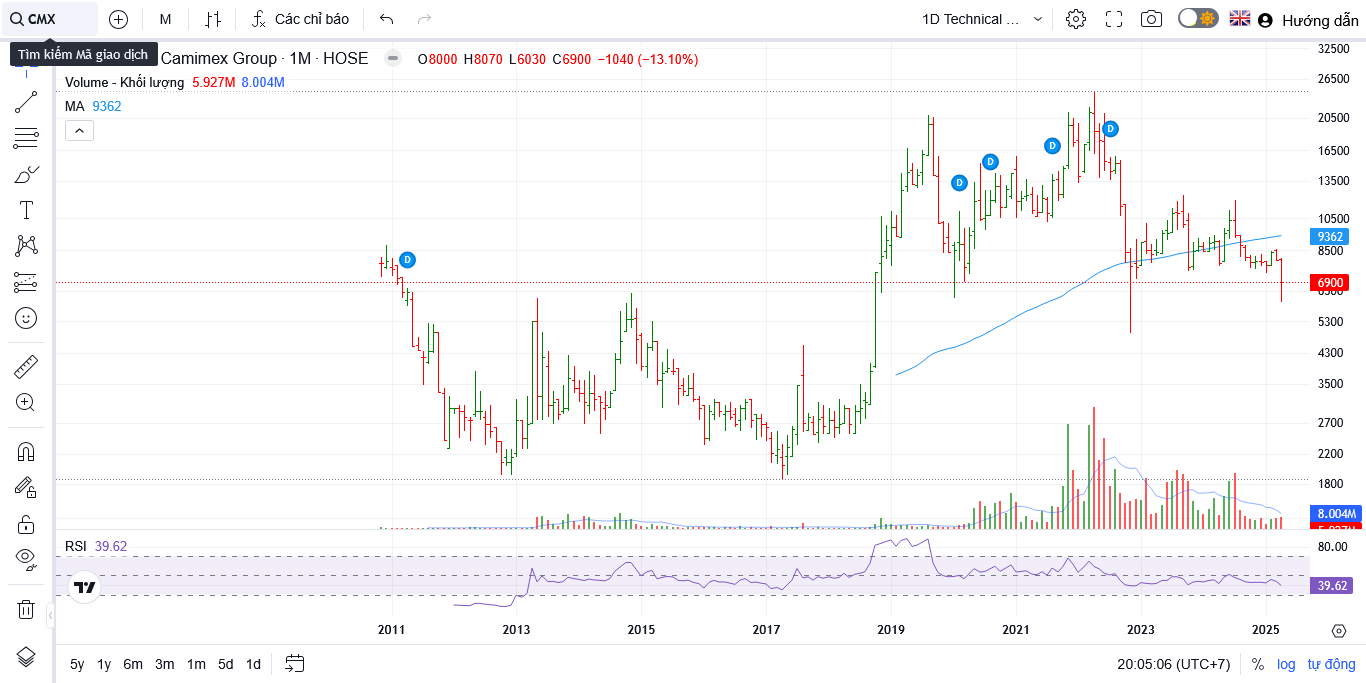 CMX
M
Các chỉ báo
1D Technical ...
Hướng dẫn
Tìm kiếm Mã giao dịch
Camimex Group · 1M · HOSE
O8000 H8070 L6030 C6900 −1040 (−13.10%)
Volume - Khối lượng 5.927M 8.004M
MA 9362
32500
26500
20500
16500
13500
10500
9362
8500
6900
5300
4300
3500
2700
2200
1800
8.004M
D
D
D
D
D
RSI 39.62
80.00
39.62
2011 2013 2015 2017 2019 2021 2023 2025
5y 1y 6m 3m 1m 5d 1d
20:05:06 (UTC+7) % log tự động